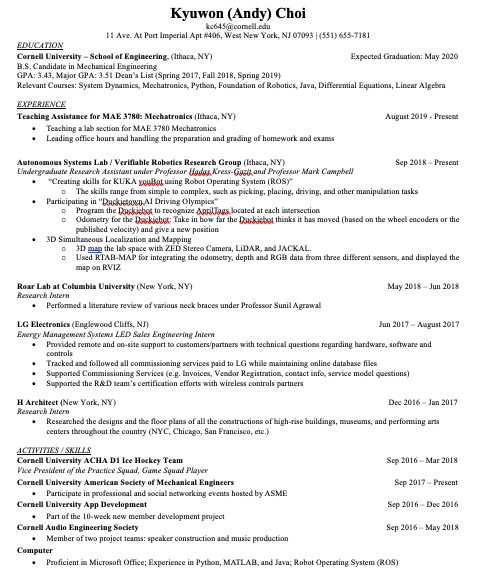 Kyuwon (Andy) Choi
kc645@cornell.edu
11 Ave. At Port Imperial Apt #406, West New York, NJ 07093 | (551) 655-7181
EDUCATION
Cornell University – School of Engineering, (Ithaca, NY) Expected Graduation: May 2020
B.S. Candidate in Mechanical Engineering
GPA: 3.43, Major GPA: 3.51 Dean's List (Spring 2017, Fall 2018, Spring 2019)
Relevant Courses: System Dynamics, Mechatronics, Python, Foundation of Robotics, Java, Differential Equations, Linear Algebra
EXPERIENCE
Teaching Assistance for MAE 3780: Mechatronics (Ithaca, NY) August 2019 - Present
• Teaching a lab section for MAE 3780 Mechatronics
• Leading office hours and handling the preparation and grading of homework and exams
Autonomous Systems Lab / Verifiable Robotics Research Group (Ithaca, NY) Sep 2018 – Present
Undergraduate Research Assistant under Professor Hadas Kress-Gazit and Professor Mark Campbell
• "Creating skills for KUKA youBot using Robot Operating System (ROS)"
o The skills range from simple to complex, such as picking, placing, driving, and other manipulation tasks
• Participating in "Duckietown AI Driving Olympics"
o Program the Duckiebot to recognize AprilTags located at each intersection
o Odometry for the Duckiebot: Take in how far the Duckiebot thinks it has moved (based on the wheel encoders or the
published velocity) and give a new position
• 3D Simultaneous Localization and Mapping
o 3D map the lab space with ZED Stereo Camera, LiDAR, and JACKAL.
o Used RTAB-MAP for integrating the odometry, depth and RGB data from three different sensors, and displayed the
map on RVIZ
Roar Lab at Columbia University (New York, NY) May 2018 – Jun 2018
Research Intern
• Performed a literature review of various neck braces under Professor Sunil Agrawal
LG Electronics (Englewood Cliffs, NJ) Jun 2017 – August 2017
Energy Management Systems LED Sales Engineering Intern
• Provided remote and on-site support to customers/partners with technical questions regarding hardware, software and
controls
• Tracked and followed all commissioning services paid to LG while maintaining online database files
• Supported Commissioning Services (e.g. Invoices, Vendor Registration, contact info, service model questions)
• Supported the R&D team's certification efforts with wireless controls partners
H Architect (New York, NY) Dec 2016 – Jan 2017
Research Intern
• Researched the designs and the floor plans of all the constructions of high-rise buildings, museums, and performing arts
centers throughout the country (NYC, Chicago, San Francisco, etc.)
ACTIVITIES / SKILLS
Cornell University ACHA D1 Ice Hockey Team Sep 2016 – Mar 2018
Vice President of the Practice Squad, Game Squad Player
Cornell University American Society of Mechanical Engineers Sep 2017 – Present
• Participate in professional and social networking events hosted by ASME
Cornell University App Development Sep 2016 – Dec 2016
• Part of the 10-week new member development project
Cornell Audio Engineering Society Sep 2016 – May 2018
• Member of two project teams: speaker construction and music production
Computer
• Proficient in Microsoft Office; Experience in Python, MATLAB, and Java; Robot Operating System (ROS)